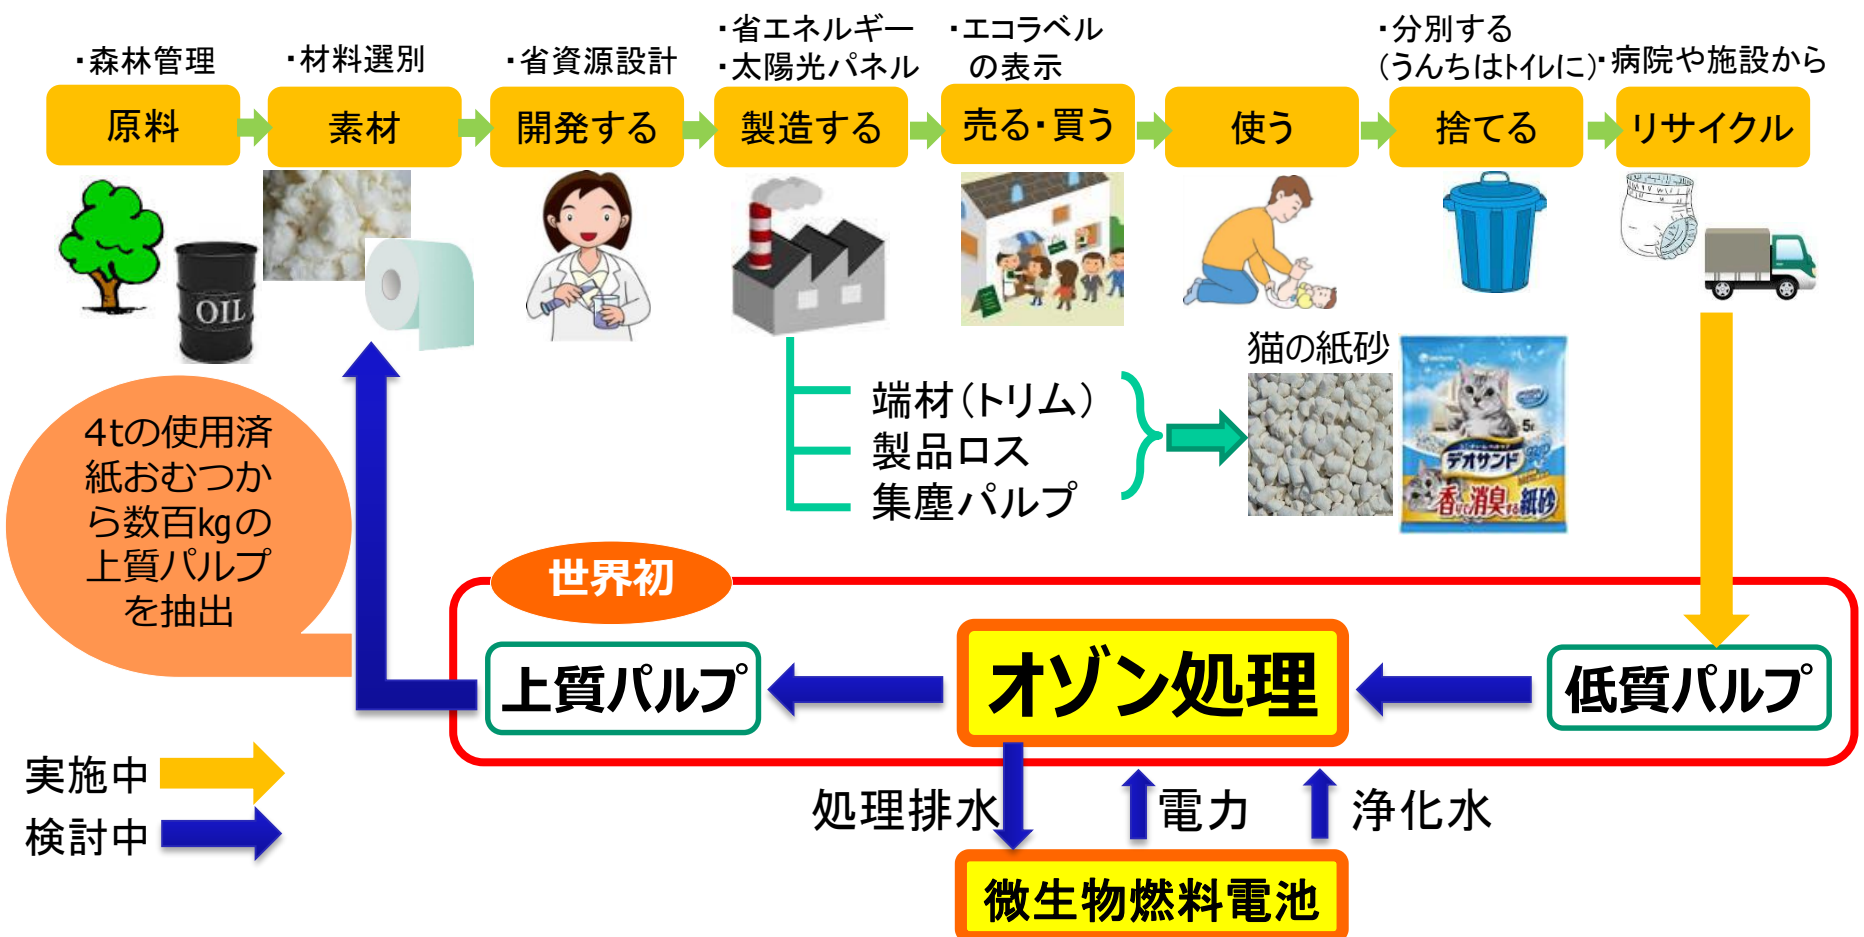 ・森林管理
・材料選別
・省資源設計
・省エネルギー
・太陽光パネル
・エコラベル
の表示
・分別する
(うんちはトイレに)
・病院や施設から
原料
素材
開発する
製造する
売る・買う
使う
捨てる
リサイクル
OIL
端材(トリム)
製品ロス
集塵パルプ
猫の紙砂
デオサンド
香りで消臭する紙砂
4tの使用済
紙おむつか
ら数百kgの
上質パルプ
を抽出
世界初
上質パルプ
オゾン処理
低質パルプ
実施中
検討中
処理排水
電力
浄化水
微生物燃料電池